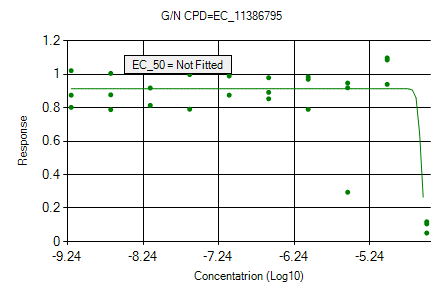 G/N CPD=EC_11386795
1.2
EC_50 = Not Fitted
1
0.8
0.6
0.4
0.2
0
Response
-9.24 -8.24 -7.24 -6.24 -5.24
Concentatrion (Log10)